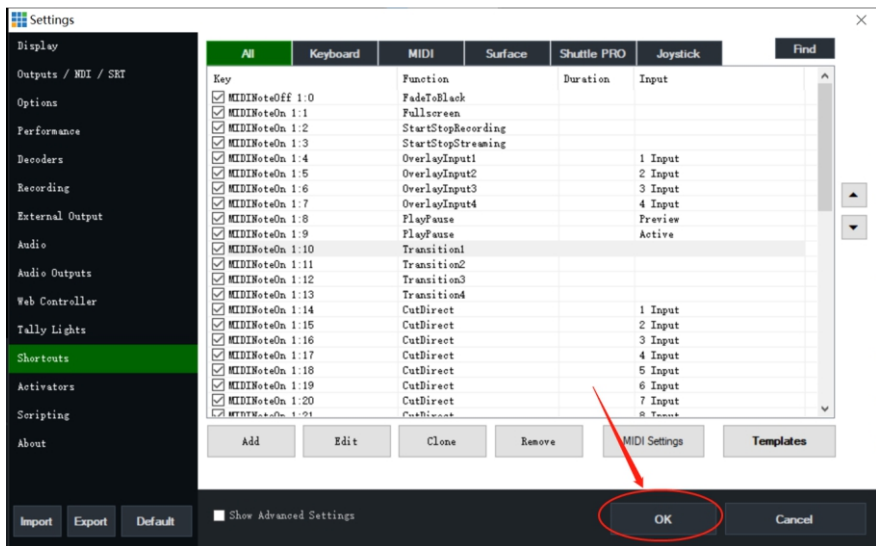 Settings
Display
Outputs / NDI / SRT
Options
Performance
Decoders
Recording
External Output
Audio
Audio Outputs
Web Controller
Tally Lights
Shortcuts
Activators
Scripting
About
Import Export Default
All Keyboard MIDI Surface Shuttle PRO Joystick Find
Key Function Duration Input
MIDINoteOff 1:0 FadeToBlack
MIDINoteOn 1:1 Fullscreen
MIDINoteOn 1:2 StartStopRecording
MIDINoteOn 1:3 StartStopStreaming
MIDINoteOn 1:4 OverlayInput1 1 Input
MIDINoteOn 1:5 OverlayInput2 2 Input
MIDINoteOn 1:6 OverlayInput3 3 Input
MIDINoteOn 1:7 OverlayInput4 4 Input
MIDINoteOn 1:8 PlayPause Preview
MIDINoteOn 1:9 PlayPause Active
MIDINoteOn 1:10 Transition1
MIDINoteOn 1:11 Transition2
MIDINoteOn 1:12 Transition3
MIDINoteOn 1:13 Transition4
MIDINoteOn 1:14 CutDirect 1 Input
MIDINoteOn 1:15 CutDirect 2 Input
MIDINoteOn 1:16 CutDirect 3 Input
MIDINoteOn 1:17 CutDirect 4 Input
MIDINoteOn 1:18 CutDirect 5 Input
MIDINoteOn 1:19 CutDirect 6 Input
MIDINoteOn 1:20 CutDirect 7 Input
MIDINoteOn 1:21 CutDirect 8 Input
Add Edit Clone Remove MIDI Settings Templates
Show Advanced Settings OK Cancel